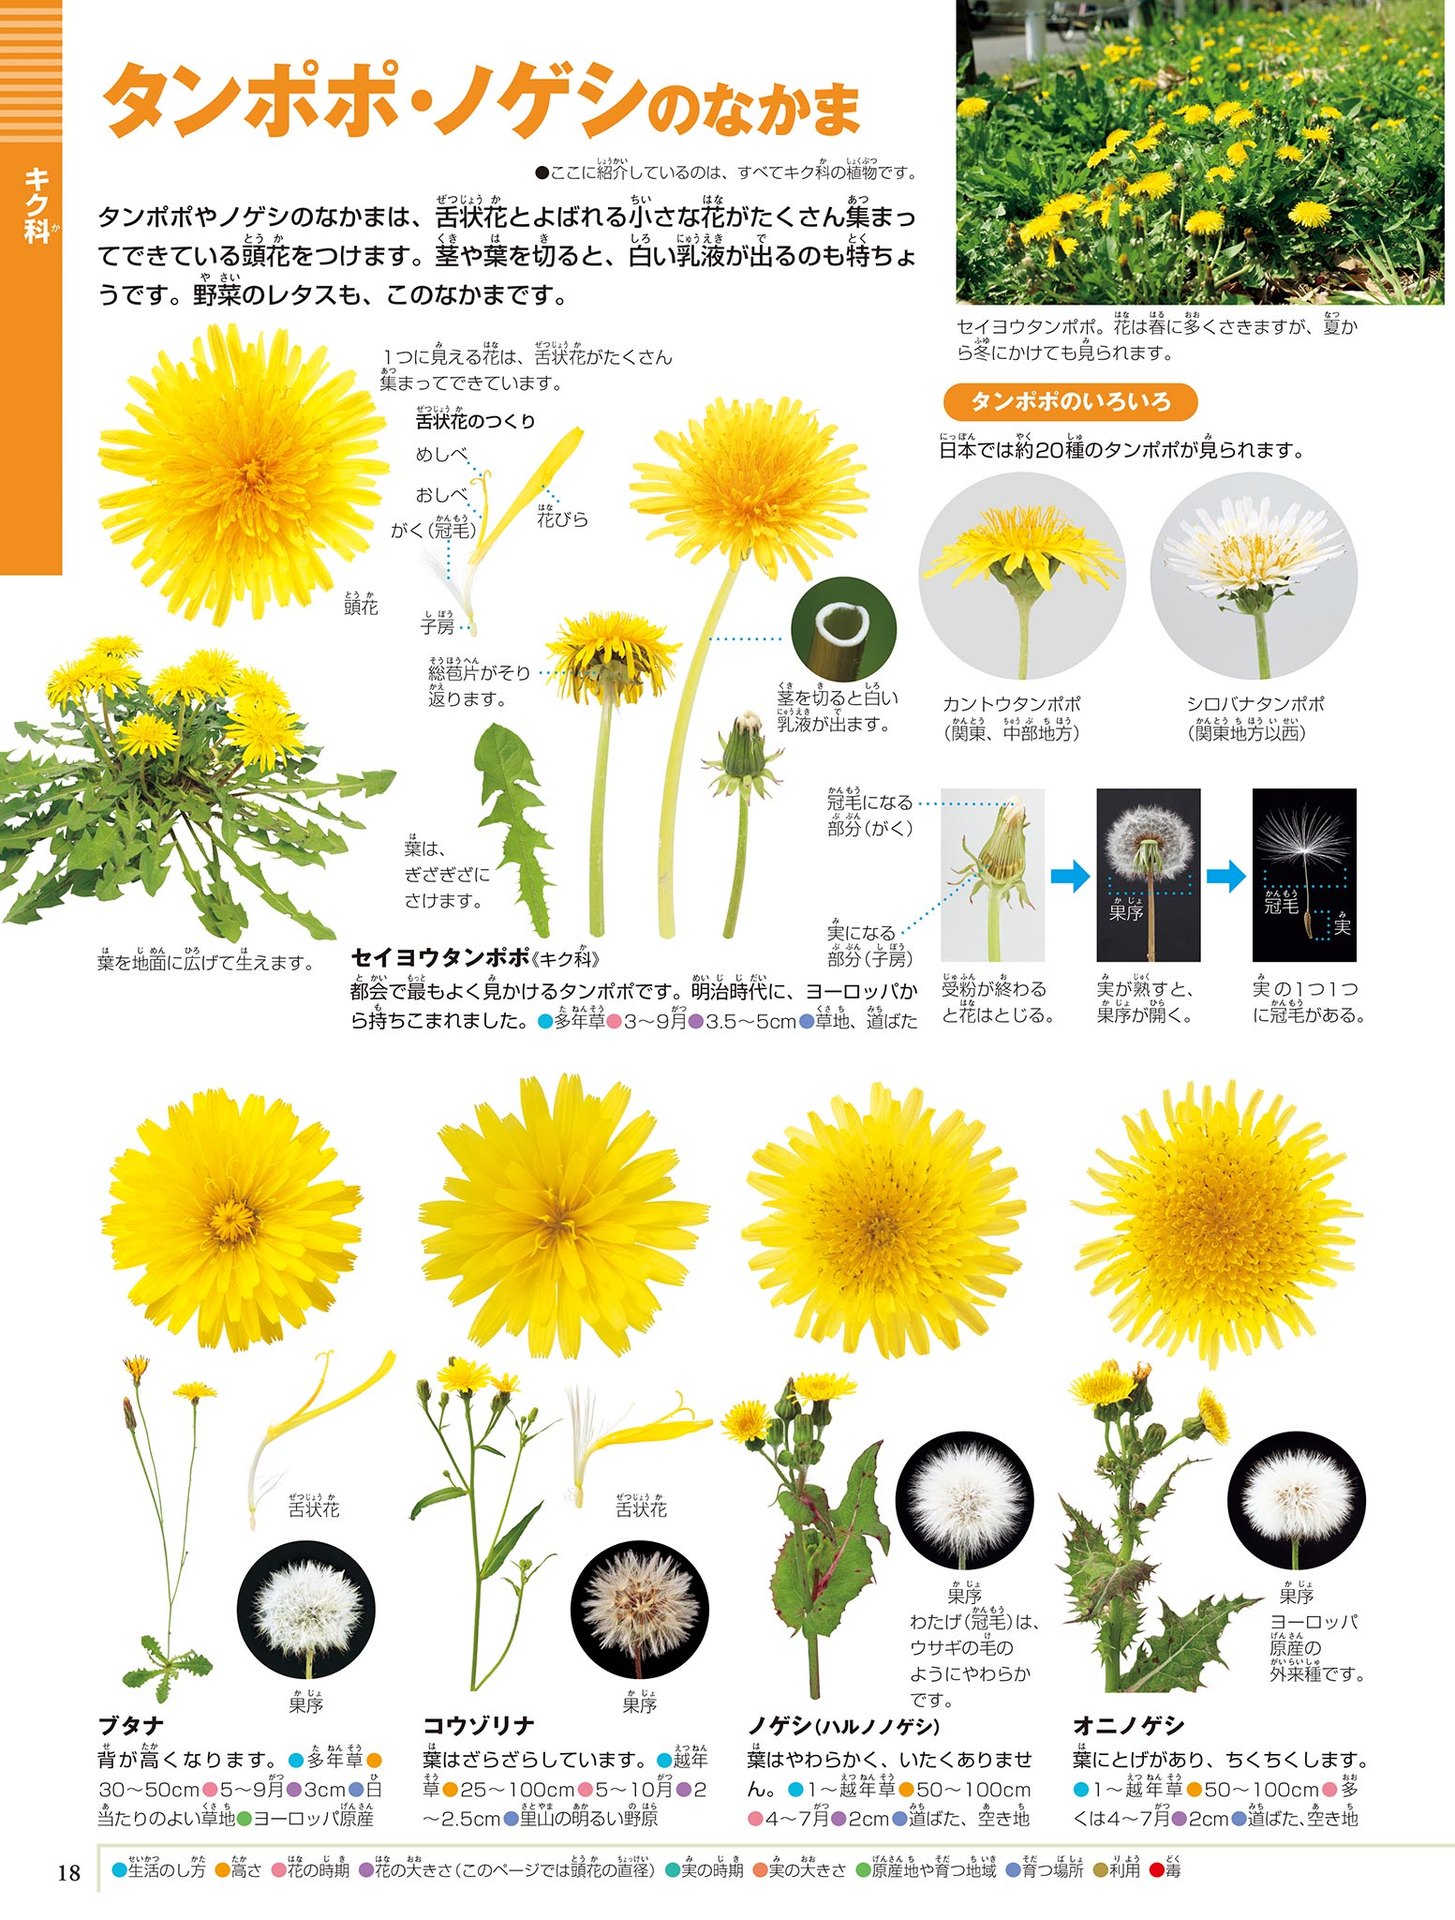 キク科
タンポポ・ノゲシのなかま
●ここに紹介しているのは、すべてキク科の植物です。
タンポポやノゲシのなかまは、舌状花とよばれる小さな花がたくさん集まっ
てできている頭花をつけます。茎や葉を切ると、白い乳液が出るのも特ちょ
うです。野菜のレタスも、このなかまです。
セイヨウタンポポ。花は春に多くさきますが、夏か
ら冬にかけても見られます。
1つに見える花は、舌状花がたくさん
集まってできています。
舌状花のつくり
めしべ
おしべ
がく(冠毛)
花びら
子房
頭花
総苞片がそり
返ります。
茎を切ると白い
乳液が出ます。
葉は、
ぎざぎざに
さけます。
葉を地面に広げて生えます。
セイヨウタンポポ《キク科》
都会で最もよく見かけるタンポポです。明治時代に、ヨーロッパか
ら持ちこまれました。●多年草●3〜9月●3.5〜5cm●草地、道ばた
タンポポのいろいろ
日本では約20種のタンポポが見られます。
カントウタンポポ
(関東、中部地方)
シロバナタンポポ
(関東地方以西)
冠毛になる
部分(がく)
実になる
部分(子房)
果序
冠毛
実
受粉が終わる
と花はとじる。
実が熟すと、
果序が開く。
実の1つ1つ
に冠毛がある。
舌状花
果序
ブタナ
背が高くなります。●多年草●
30〜50cm●5〜9月●3cm●日
当たりのよい草地●ヨーロッパ原産
舌状花
果序
コウゾリナ
葉はざらざらしています。●越年
草●25〜100cm●5〜10月●2
〜2.5cm●里山の明るい野原
果序
わたげ(冠毛)は、
ウサギの毛の
ようにやわらか
です。
ノゲシ(ハルノノゲシ)
葉はやわらかく、いたくありませ
ん。●1〜越年草●50〜100cm
●4〜7月●2cm●道ばた、空き地
果序
ヨーロッパ
原産の
外来種です。
オニノゲシ
葉にとげがあり、ちくちくします。
●1〜越年草●50〜100cm●多
くは4〜7月●2cm●道ばた、空き地
18
●生活のし方 ●高さ ●花の時期 ●花の大きさ(このページでは頭花の直径) ●実の時期 ●実の大きさ ●原産地や育つ地域 ●育つ場所 ●利用 ●毒